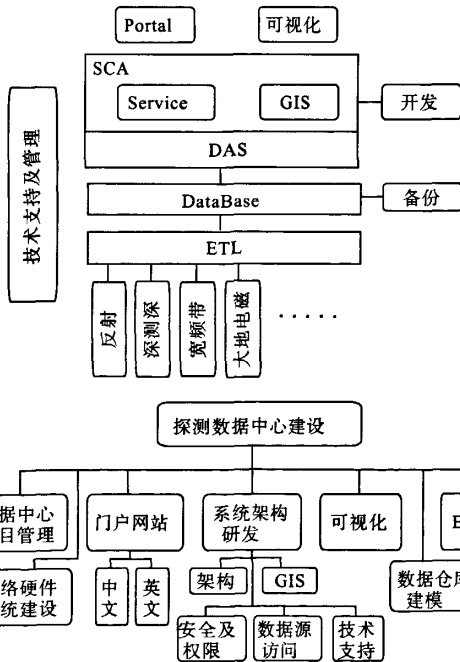 Portal
可视化
SCA
Service
GIS
开发
DAS
技术支持及管理
DataBase
备份
ETL
反射
深测深
宽频带
大地电磁
.....
探测数据中心建设
据中心
目管理
门户网站
系统架构
研发
可视化
络硬件
统建设
中
文
英
文
架构
GIS
数据仓库
建模
安全及
权限
数据源
访问
技术
支持